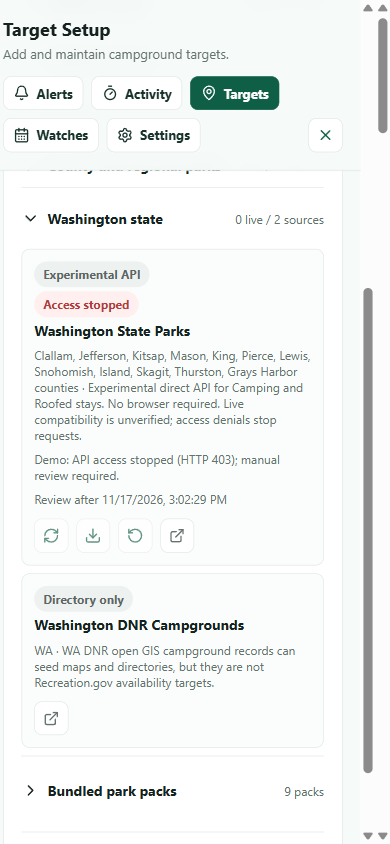 Target Setup
Add and maintain campground targets.
Alerts
Activity
Targets
Watches
Settings
County and regional parks
Washington state
0 live / 2 sources
Experimental API
Access stopped
Washington State Parks
Clallam, Jefferson, Kitsap, Mason, King, Pierce, Lewis,
Snohomish, Island, Skagit, Thurston, Grays Harbor
counties · Experimental direct API for Camping and
Roofed stays. No browser required. Live
compatibility is unverified; access denials stop
requests.
Demo: API access stopped (HTTP 403); manual
review required.
Review after 11/17/2026, 3:02:29 PM
Directory only
Washington DNR Campgrounds
WA · WA DNR open GIS campground records can
seed maps and directories, but they are not
Recreation.gov availability targets.
Bundled park packs
9 packs